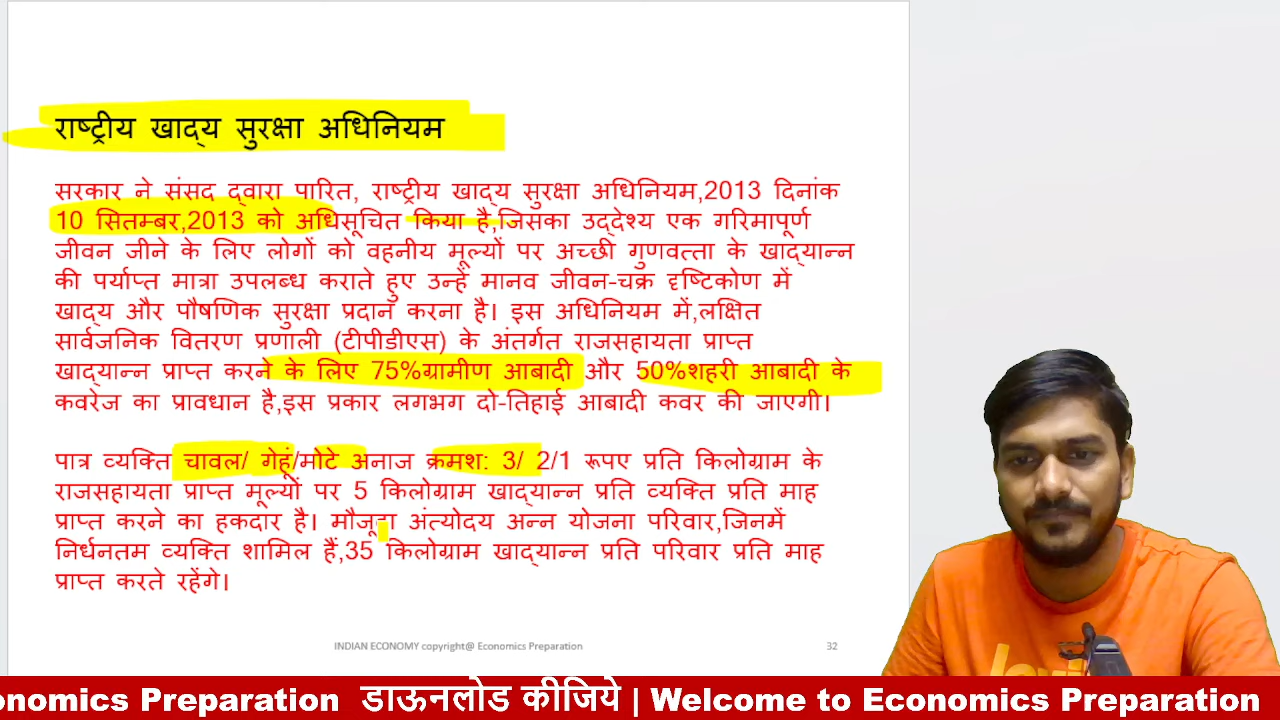 राष्ट्रीय खाद्य सुरक्षा अधिनियम
सरकार ने संसद द्वारा पारित, राष्ट्रीय खाद्य सुरक्षा अधिनियम,2013 दिनांक
10 सितम्बर,2013 को अधिसूचित किया है,जिसका उद्देश्य एक गरिमापूर्ण
जीवन जीने के लिए लोगों को वहनीय मूल्यों पर अच्छी गुणवत्ता के खाद्यान्न
की पर्याप्त मात्रा उपलब्ध कराते हुए उन्हें मानव जीवन-चक्र दृष्टिकोण में
खाद्य और पौषणिक सुरक्षा प्रदान करना है। इस अधिनियम में,लक्षित
सार्वजनिक वितरण प्रणाली (टीपीडीएस) के अंतर्गत राजसहायता प्राप्त
खाद्यान्न प्राप्त करने के लिए 75%ग्रामीण आबादी और 50%शहरी आबादी के
कवरेज का प्रावधान है,इस प्रकार लगभग दो-तिहाई आबादी कवर की जाएगी।
पात्र व्यक्ति चावल/ गेहूं/मोटे अनाज क्रमश: 3/ 2/1 रूपए प्रति किलोग्राम के
राजसहायता प्राप्त मूल्यों पर 5 किलोग्राम खाद्यान्न प्रति व्यक्ति प्रति माह
प्राप्त करने का हकदार है। मौजूदा अंत्योदय अन्न योजना परिवार,जिनमें
निर्धनतम व्यक्ति शामिल हैं,35 किलोग्राम खाद्यान्न प्रति परिवार प्रति माह
प्राप्त करते रहेंगे।
INDIAN ECONOMY copyright@ Economics Preparation 32
onomics Preparation डाऊनलोड कीजिये | Welcome to Economics Preparation